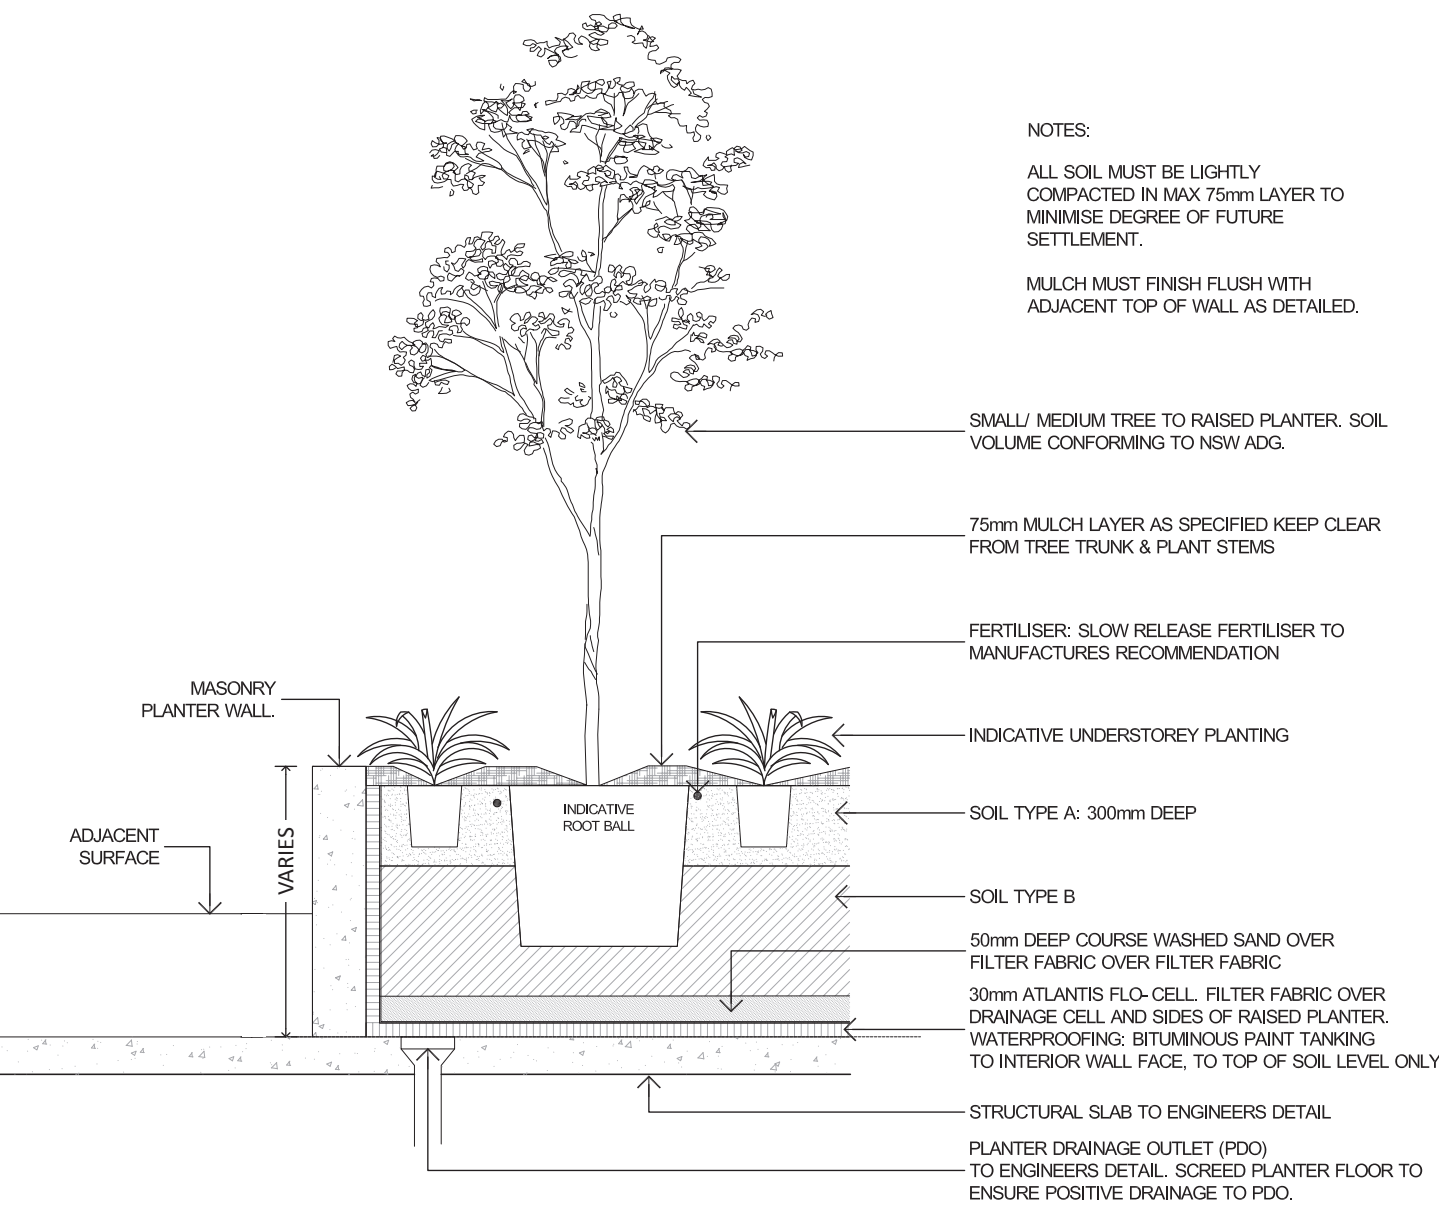 NOTES:
ALL SOIL MUST BE LIGHTLY
COMPACTED IN MAX 75mm LAYER TO
MINIMISE DEGREE OF FUTURE
SETTLEMENT.
MULCH MUST FINISH FLUSH WITH
ADJACENT TOP OF WALL AS DETAILED.
SMALL/ MEDIUM TREE TO RAISED PLANTER. SOIL
VOLUME CONFORMING TO NSW ADG.
75mm MULCH LAYER AS SPECIFIED KEEP CLEAR
FROM TREE TRUNK & PLANT STEMS
FERTILISER: SLOW RELEASE FERTILISER TO
MANUFACTURES RECOMMENDATION
MASONRY
PLANTER WALL.
INDICATIVE UNDERSTOREY PLANTING
INDICATIVE
ROOT BALL
SOIL TYPE A: 300mm DEEP
ADJACENT
SURFACE
VARIES
SOIL TYPE B
50mm DEEP COURSE WASHED SAND OVER
FILTER FABRIC OVER FILTER FABRIC
30mm ATLANTIS FLO-CELL. FILTER FABRIC OVER
DRAINAGE CELL AND SIDES OF RAISED PLANTER.
WATERPROOFING: BITUMINOUS PAINT TANKING
TO INTERIOR WALL FACE, TO TOP OF SOIL LEVEL ONLY
STRUCTURAL SLAB TO ENGINEERS DETAIL
PLANTER DRAINAGE OUTLET (PDO)
TO ENGINEERS DETAIL. SCREED PLANTER FLOOR TO
ENSURE POSITIVE DRAINAGE TO PDO.